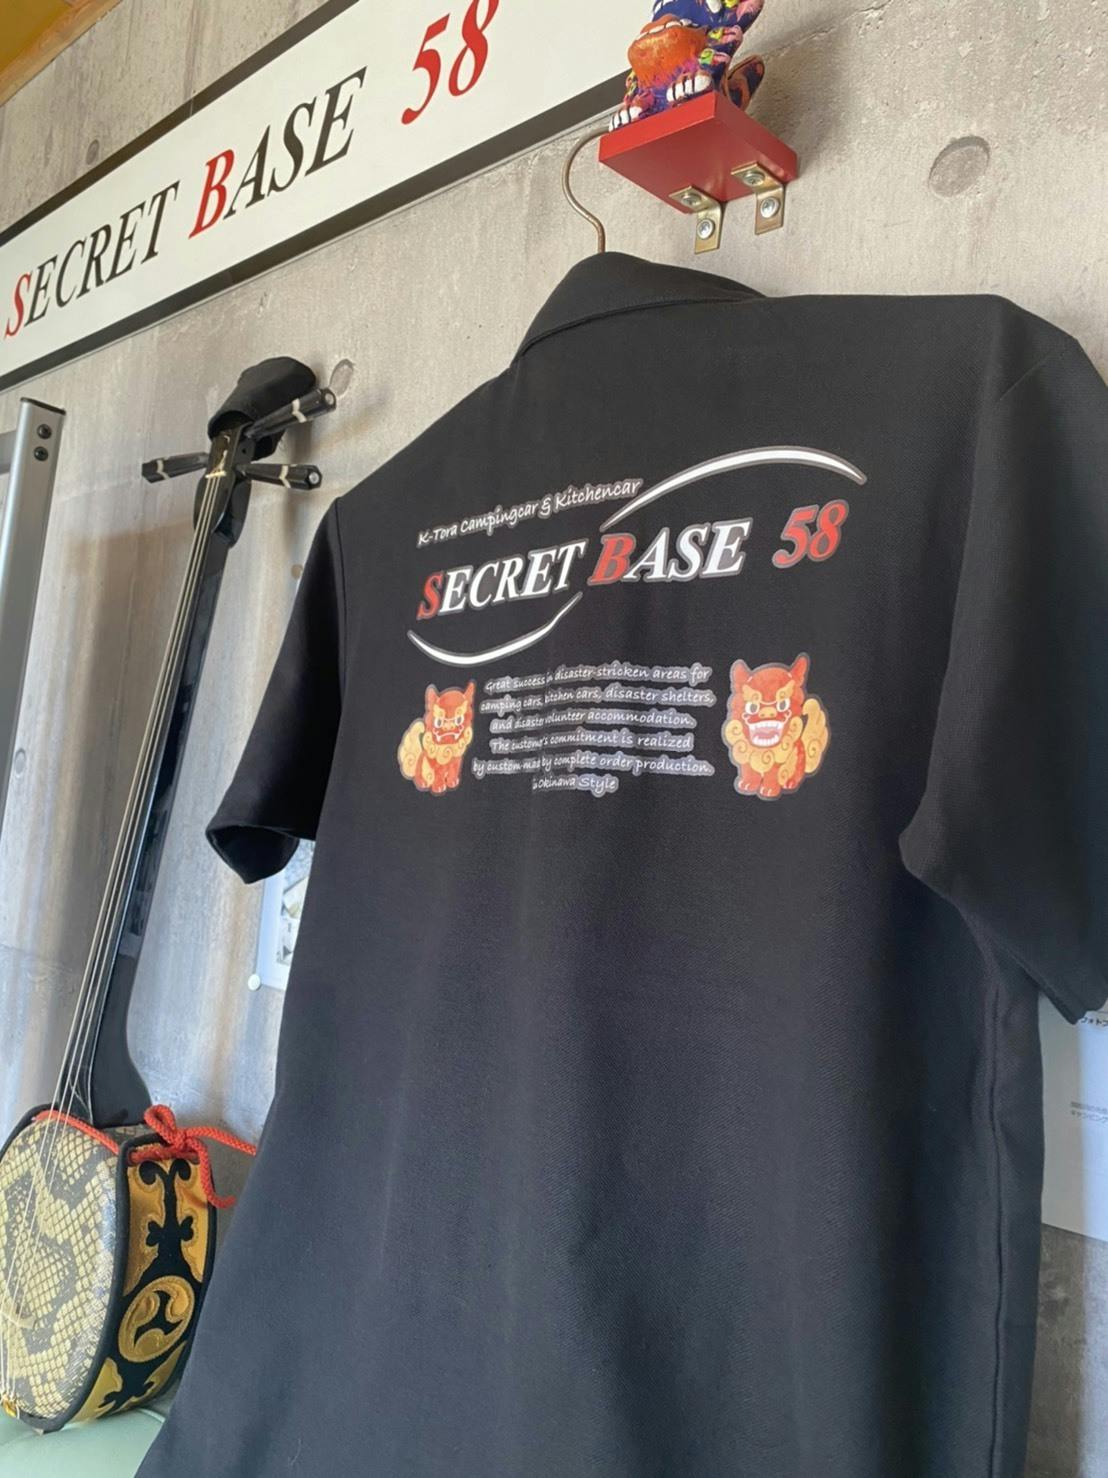 SECRET BASE 58
K-Tora Campingcar & Kitchencar
SECRET BASE 58
Great success in disaster-stricken areas for
camping cars, kitchen cars, disaster shelters,
and disaster volunteer accommodation.
The customer's commitment is realized
by custom-made by complete order production.
in Okinawa Style